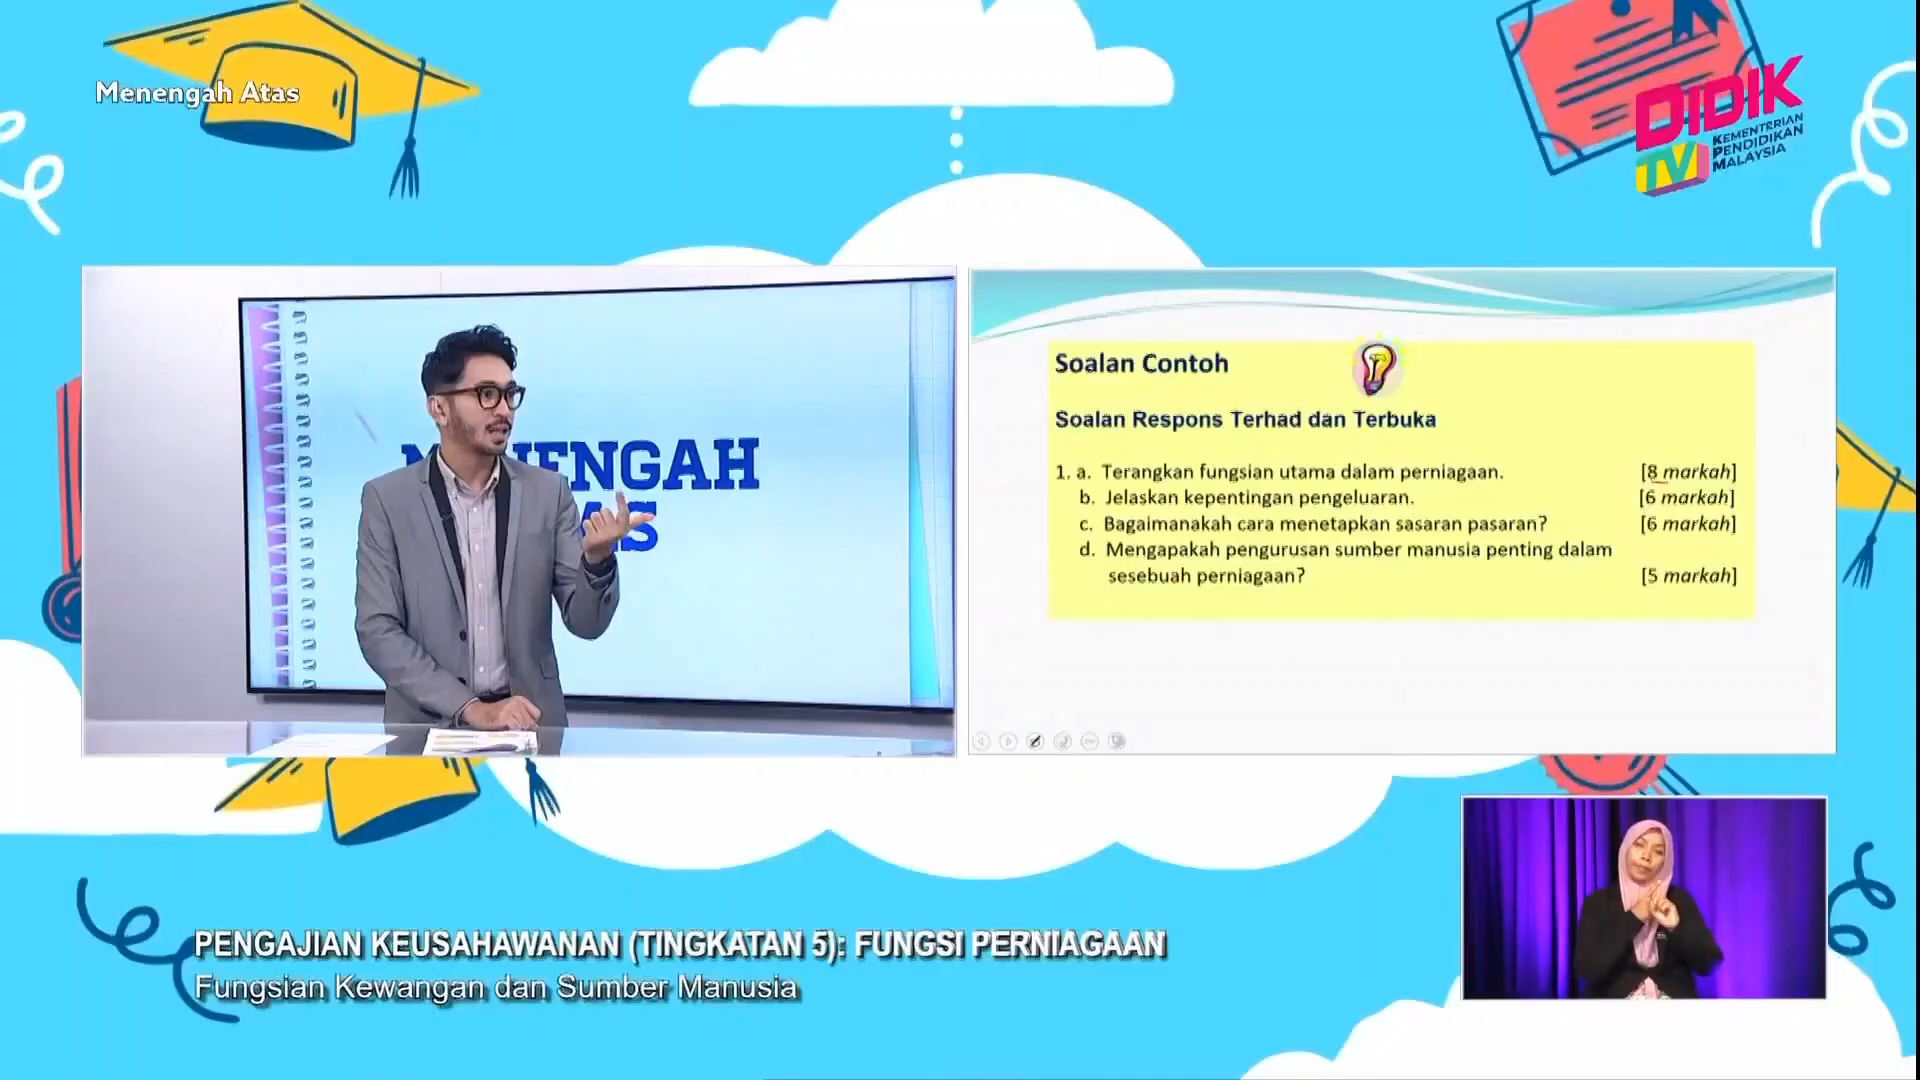 Menengah Atas
DIDIK
TV
KEMENTERIAN
PENDIDIKAN
MALAYSIA
MENENGAH
ATAS
Soalan Contoh
Soalan Respons Terhad dan Terbuka
1. a. Terangkan fungsian utama dalam perniagaan. [8 markah]
b. Jelaskan kepentingan pengeluaran. [6 markah]
c. Bagaimanakah cara menetapkan sasaran pasaran? [6 markah]
d. Mengapakah pengurusan sumber manusia penting dalam
sesebuah perniagaan? [5 markah]
PENGAJIAN KEUSAHAWANAN (TINGKATAN 5): FUNGSI PERNIAGAAN
Fungsian Kewangan dan Sumber Manusia